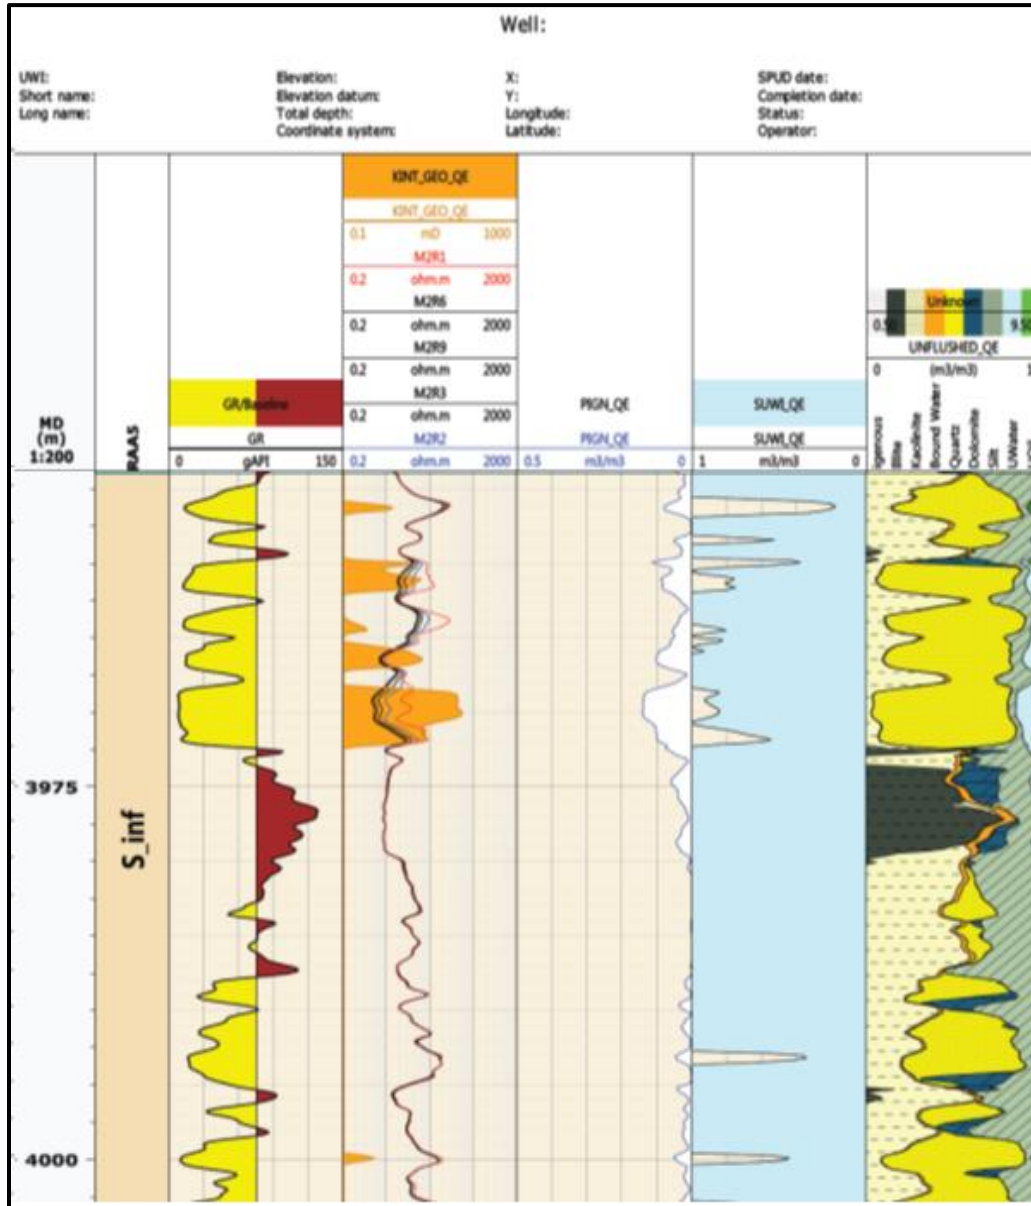 Well:
UWI: Elevation: X: SPUD date:
Short name: Elevation datum: Y: Completion date:
Long name: Total depth: Longitude: Status:
Coordinate system: Latitude: Operator:
KINT_GEO_QE
KINT_GEO_QE
0.1 mD 1000
M2R1
0.2 ohm.m 2000
M2R6
0.2 ohm.m 2000
M2R9
0.2 ohm.m 2000
M2R3
0.2 ohm.m 2000
M2R2
0.2 ohm.m 2000
MD
(m)
1:200
RAAS
GR/Baseline
GR
0 gAPI 150
PIGN_QE
PIGN_QE
0.5 m3/m3 0
SUWI_QE
SUWI_QE
1 m3/m3 0
Unknown
9.50
UNFLUSHED_QE
0 (m3/m3) 1
Igenous
Illite
Kaolinite
Bound Water
Quartz
Dolomite
Silt
UWater
S_inf
3975
4000